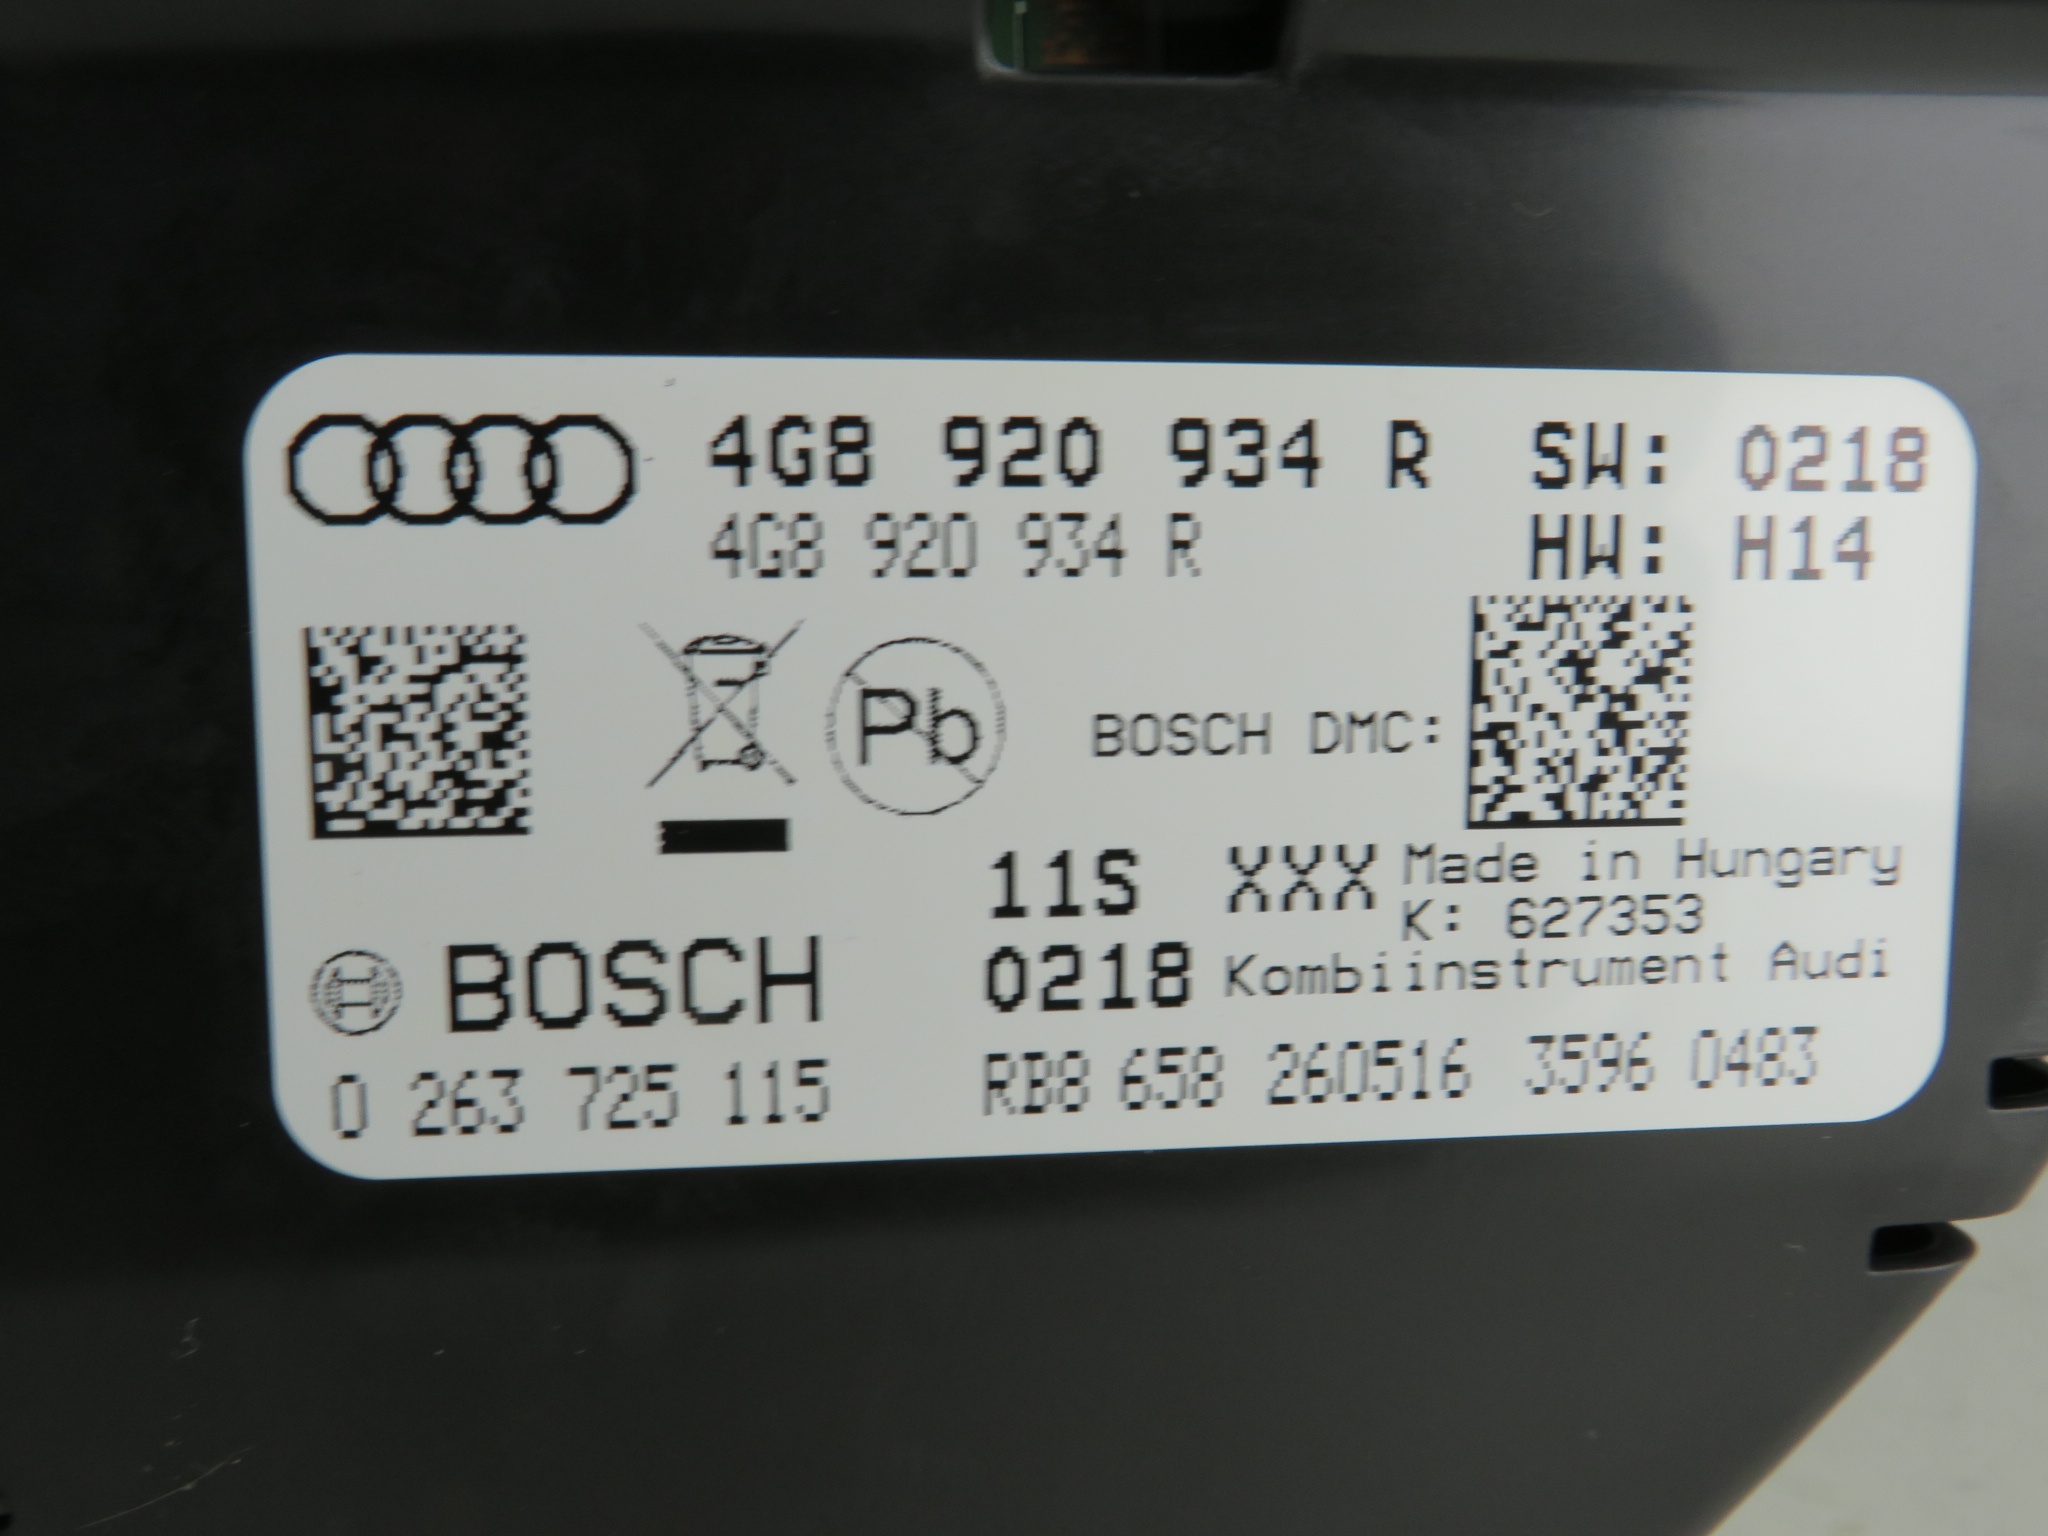 4G8 920 934 R SW: 0218
4G8 920 934 R HW: H14
Pb
BOSCH DMC:
11S XXX Made in Hungary
K: 627353
BOSCH 0218 Kombiinstrument Audi
0 263 725 115 RB8 658 260516 3596 0483